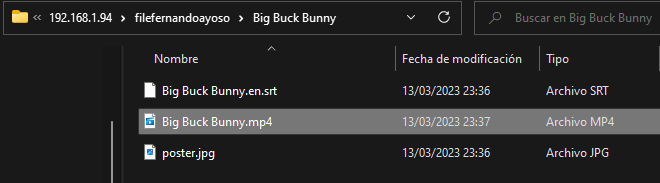 192.168.1.94 > filefernandoayoso > Big Buck Bunny Buscar en Big Buck Bunny
Nombre Fecha de modificación Tipo
Big Buck Bunny.en.srt 13/03/2023 23:36 Archivo SRT
Big Buck Bunny.mp4 13/03/2023 23:37 Archivo MP4
poster.jpg 13/03/2023 23:36 Archivo JPG